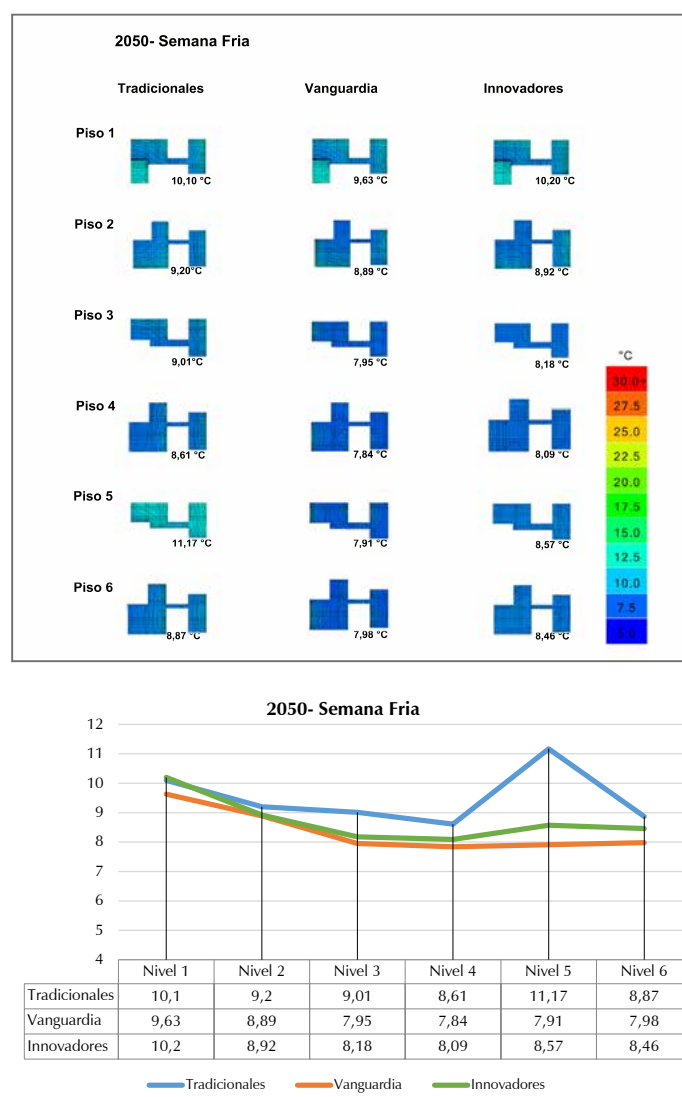 2050- Semana Fria
Tradicionales Vanguardia Innovadores
Piso 1
10,10 °C 9,63 °C 10,20 °C
Piso 2
9,20°C 8,89 °C 8,92 °C
Piso 3
9,01°C 7,95 °C 8,18 °C
°C
30.0+
27.5
25.0
22.5
20.0
17.5
15.0
12.5
10.0
7.5
5.0
Piso 4
8,61 °C 7,84 °C 8,09 °C
Piso 5
11,17 °C 7,91 °C 8,57 °C
Piso 6
8,87 °C 7,98 °C 8,46 °C
2050- Semana Fria
12
11
10
9
8
7
6
5
4
Nivel 1 Nivel 2 Nivel 3 Nivel 4 Nivel 5 Nivel 6
Tradicionales 10,1 9,2 9,01 8,61 11,17 8,87
Vanguardia 9,63 8,89 7,95 7,84 7,91 7,98
Innovadores 10,2 8,92 8,18 8,09 8,57 8,46
Tradicionales Vanguardia Innovadores